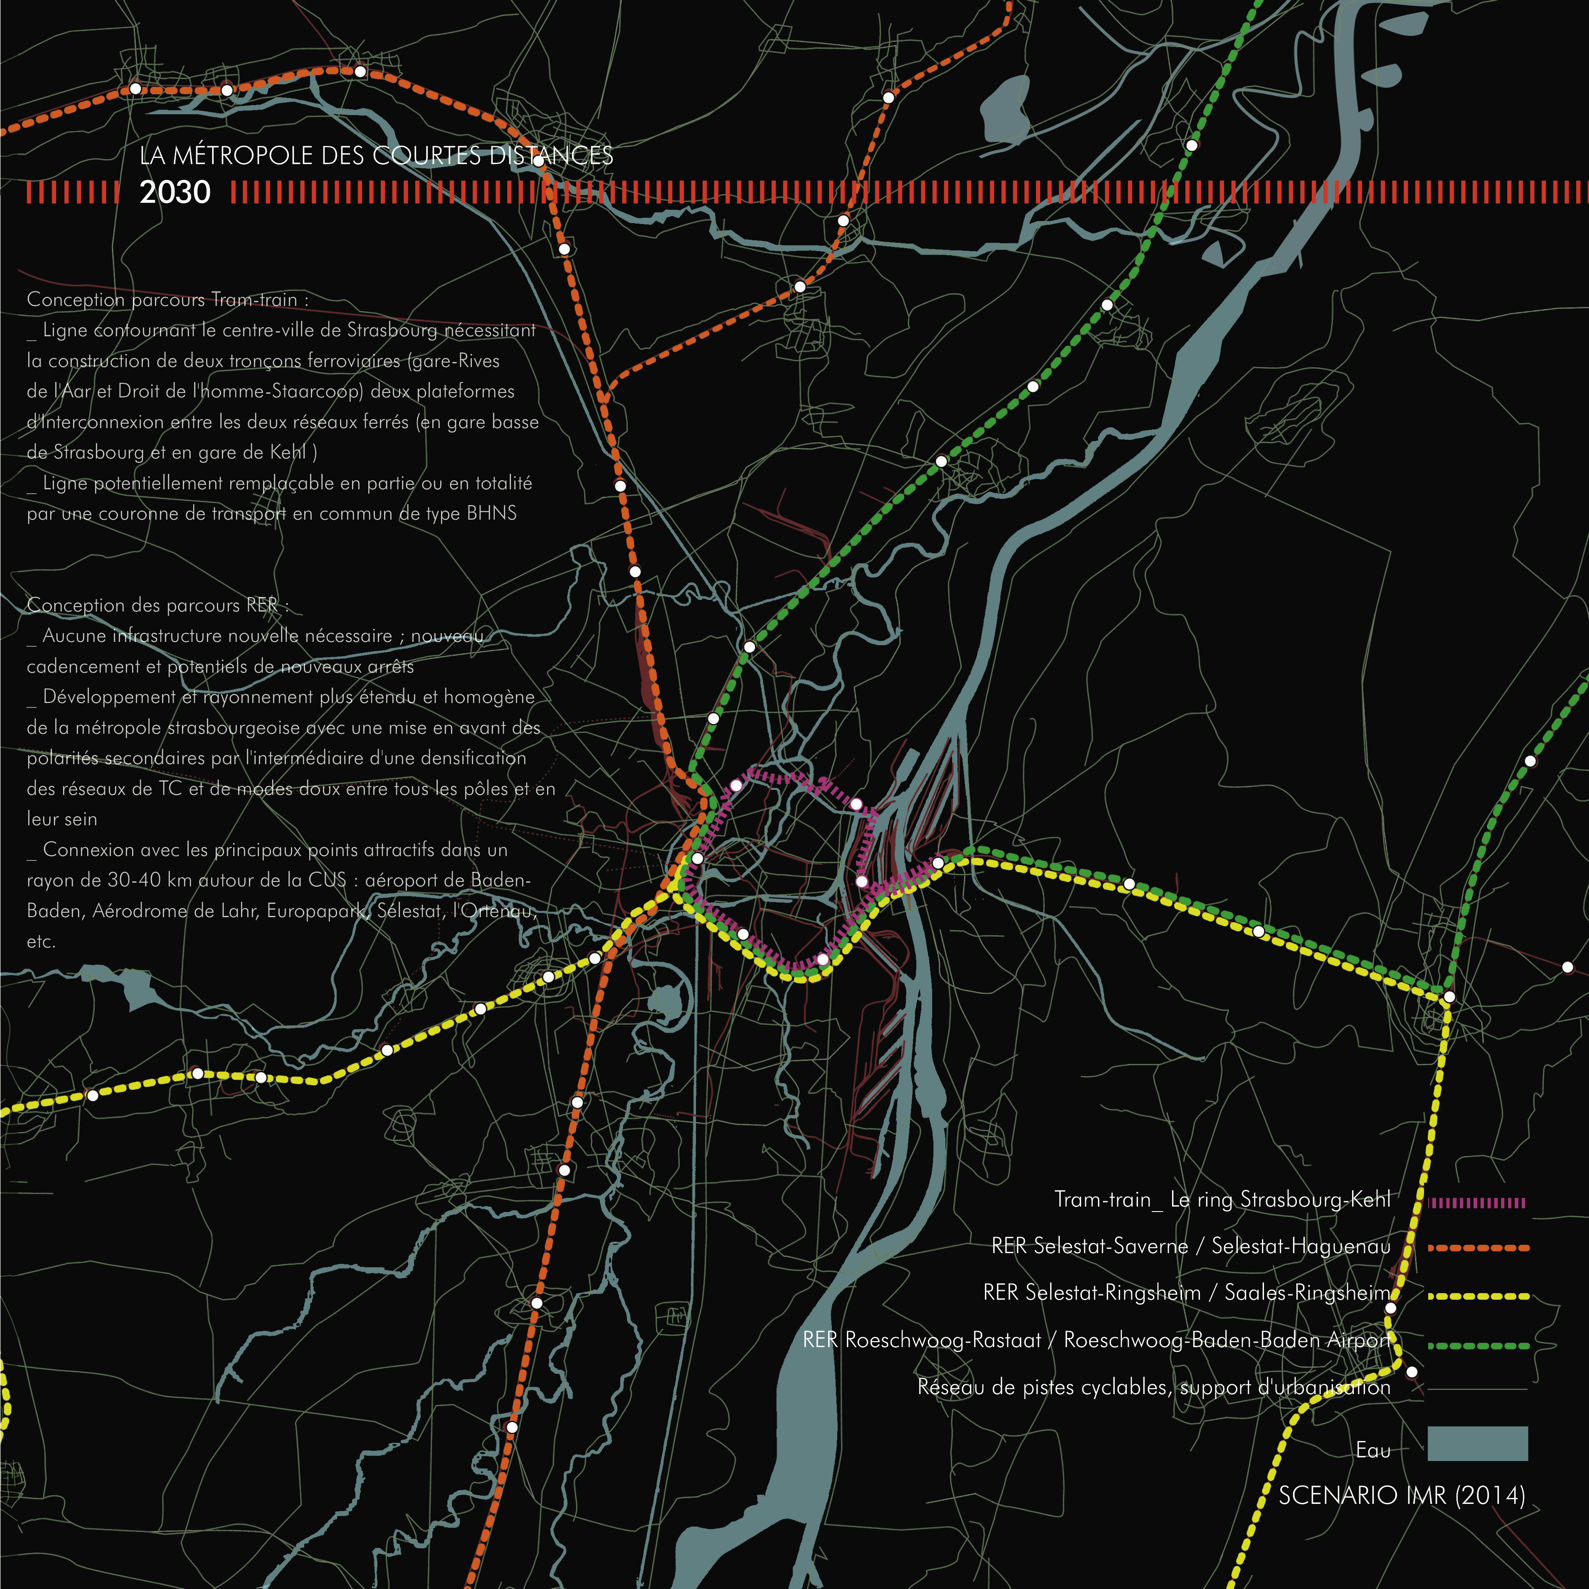 LA MÉTROPOLE DES COURTES DISTANCES
2030
Conception parcours Tram-train :
_ Ligne contournant le centre-ville de Strasbourg nécessitant
la construction de deux tronçons ferroviaires (gare-Rives
de l'Aar et Droit de l'homme-Staarcoop) deux plateformes
d'Interconnexion entre les deux réseaux ferrés (en gare basse
de Strasbourg et en gare de Kehl )
_ Ligne potentiellement remplaçable en partie ou en totalité
par une couronne de transport en commun de type BHNS
Conception des parcours RER :
_ Aucune infrastructure nouvelle nécessaire ; nouveau
cadencement et potentiels de nouveaux arrêts
_ Développement et rayonnement plus étendu et homogène
de la métropole strasbourgeoise avec une mise en avant des
polarités secondaires par l'intermédiaire d'une densification
des réseaux de TC et de modes doux entre tous les pôles et en
leur sein
_ Connexion avec les principaux points attractifs dans un
rayon de 30-40 km autour de la CUS : aéroport de Baden-
Baden, Aérodrome de Lahr, Europapark, Sélestat, l'Ortenau,
etc.
Tram-train_ Le ring Strasbourg-Kehl
RER Selestat-Saverne / Selestat-Haguenau
RER Selestat-Ringsheim / Saales-Ringsheim
RER Roeschwoog-Rastaat / Roeschwoog-Baden-Baden Airport
Réseau de pistes cyclables, support d'urbanisation
Eau
SCENARIO IMR (2014)